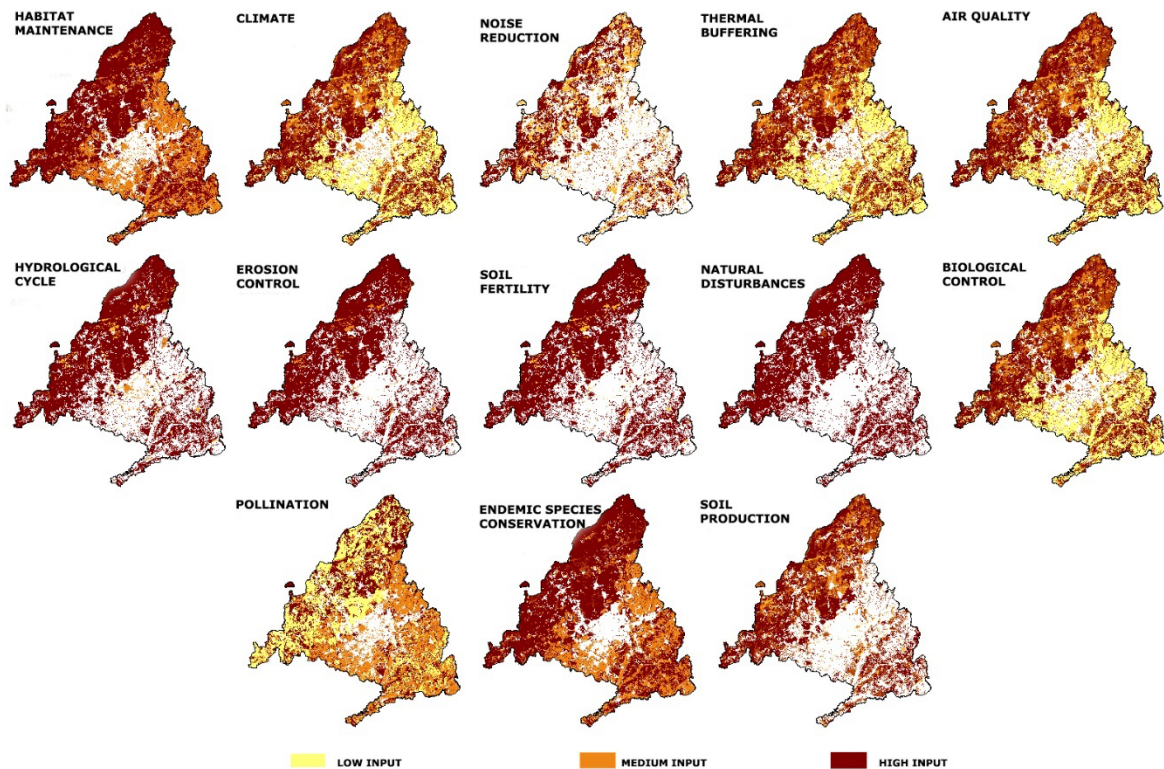 HABITAT
MAINTENANCE
CLIMATE
NOISE
REDUCTION
THERMAL
BUFFERING
AIR QUALITY
HYDROLOGICAL
CYCLE
EROSION
CONTROL
SOIL
FERTILITY
NATURAL
DISTURBANCES
BIOLOGICAL
CONTROL
POLLINATION
ENDEMIC SPECIES
CONSERVATION
SOIL
PRODUCTION
LOW INPUT
MEDIUM INPUT
HIGH INPUT